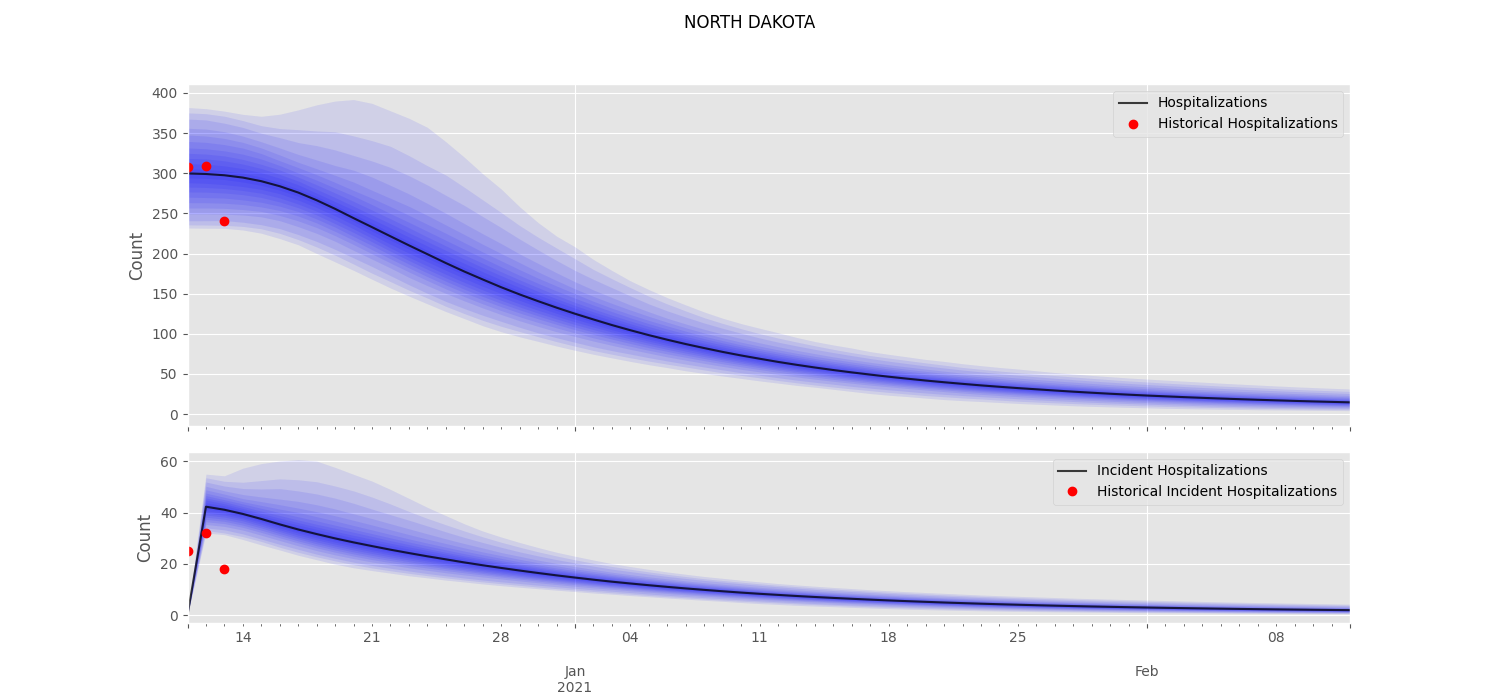 NORTH DAKOTA
Hospitalizations
Historical Hospitalizations
Count
400
350
300
250
200
150
100
50
0
Incident Hospitalizations
Historical Incident Hospitalizations
Count
60
40
20
0
14 21 28 04 11 18 25 08
Jan Feb
2021